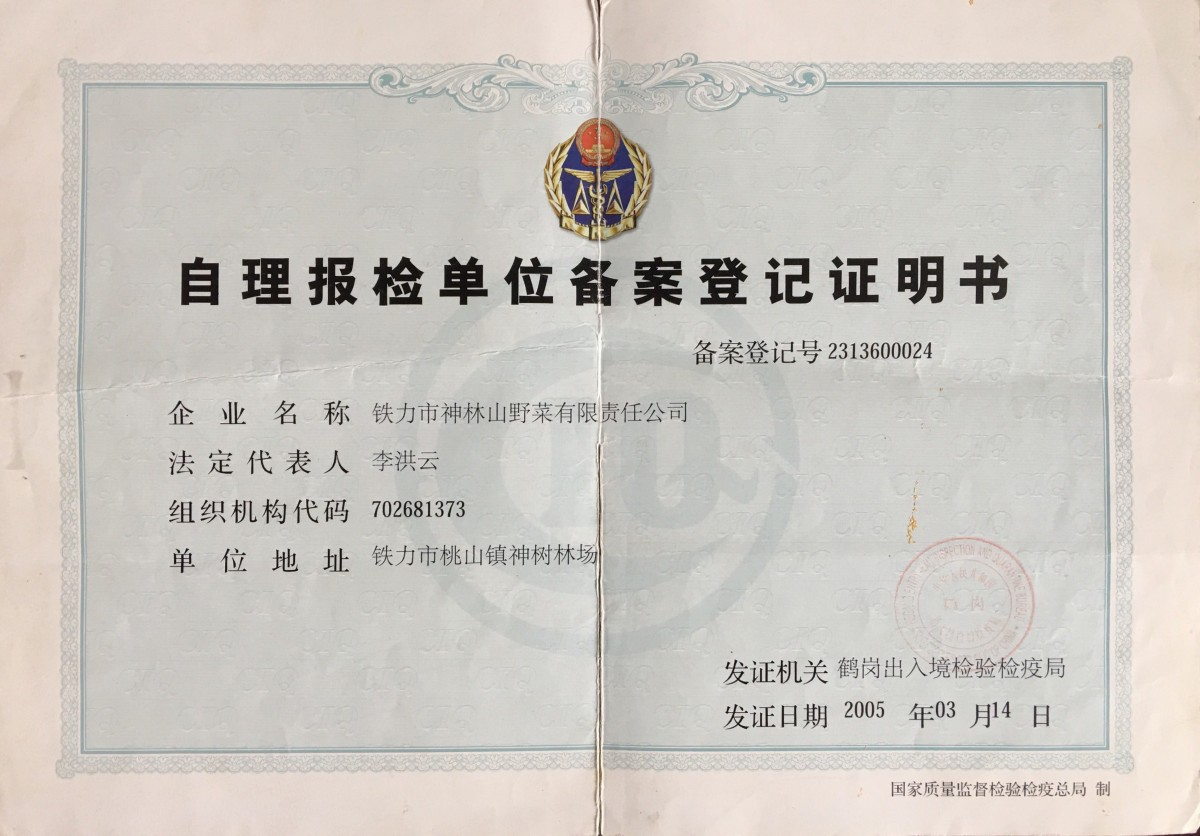 自理报检单位备案登记证明书
备案登记号 2313600024
企业名称 铁力市神林山野菜有限责任公司
法定代表人 李洪云
组织机构代码 702681373
单位地址 铁力市桃山镇神树林场
发证机关 鹤岗出入境检验检疫局
发证日期 2005 年 03 月 14 日
国家质量监督检验检疫总局 制